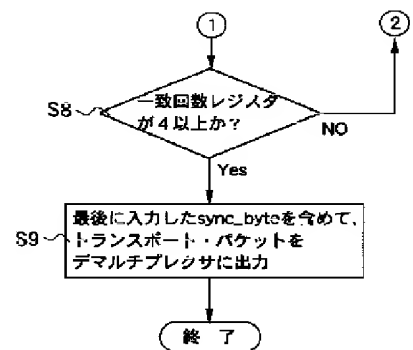 1
2
S8
一致回数レジスタ
が4以上か?
NO
Yes
S9
最後に入力したsync_byteを含めて、
トランスポート・パケットを
デマルチプレクサに出力
終 了